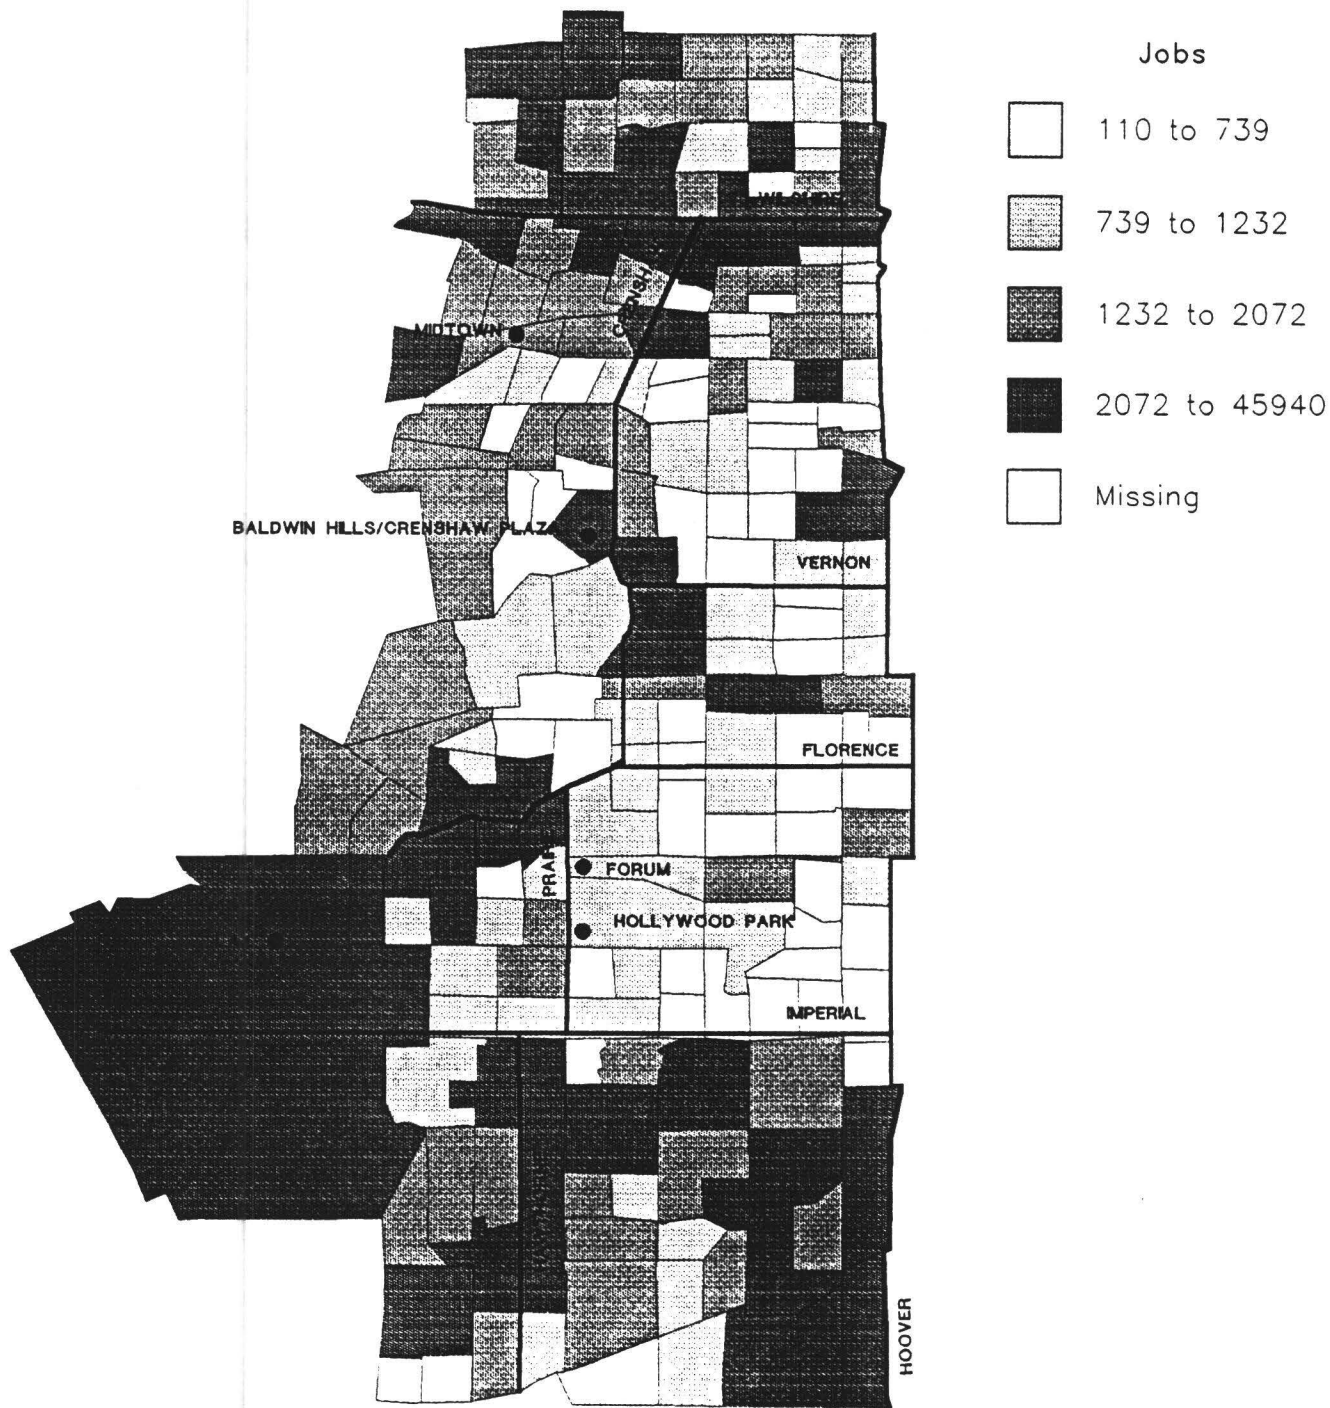 Jobs
110 to 739
739 to 1232
1232 to 2072
2072 to 45940
Missing
WILSHIRE
MIDTOWN
BALDWIN HILLS/CRENSHAW PLAZA
VERNON
FLORENCE
FORUM
HOLLYWOOD PARK
IMPERIAL
HOOVER